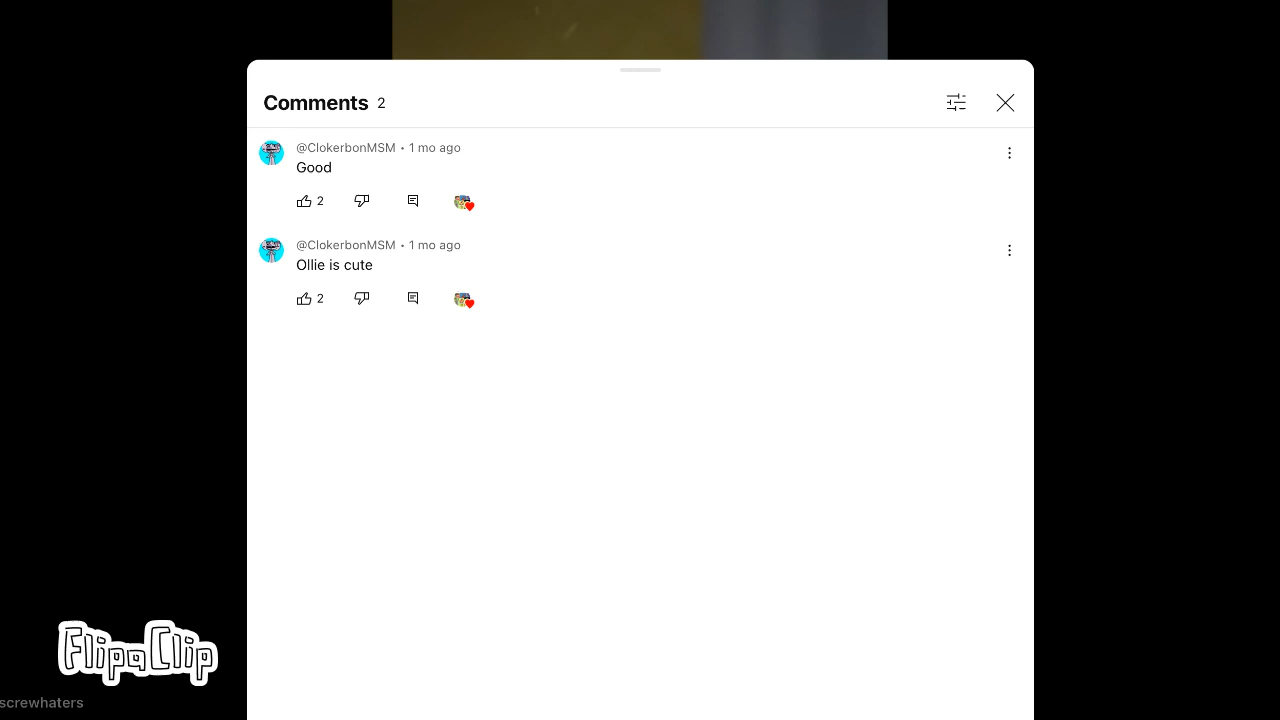 Comments 2
@ClokerbonMSM • 1 mo ago
Good
2
@ClokerbonMSM • 1 mo ago
Ollie is cute
2
FlipaClip
screwhaters